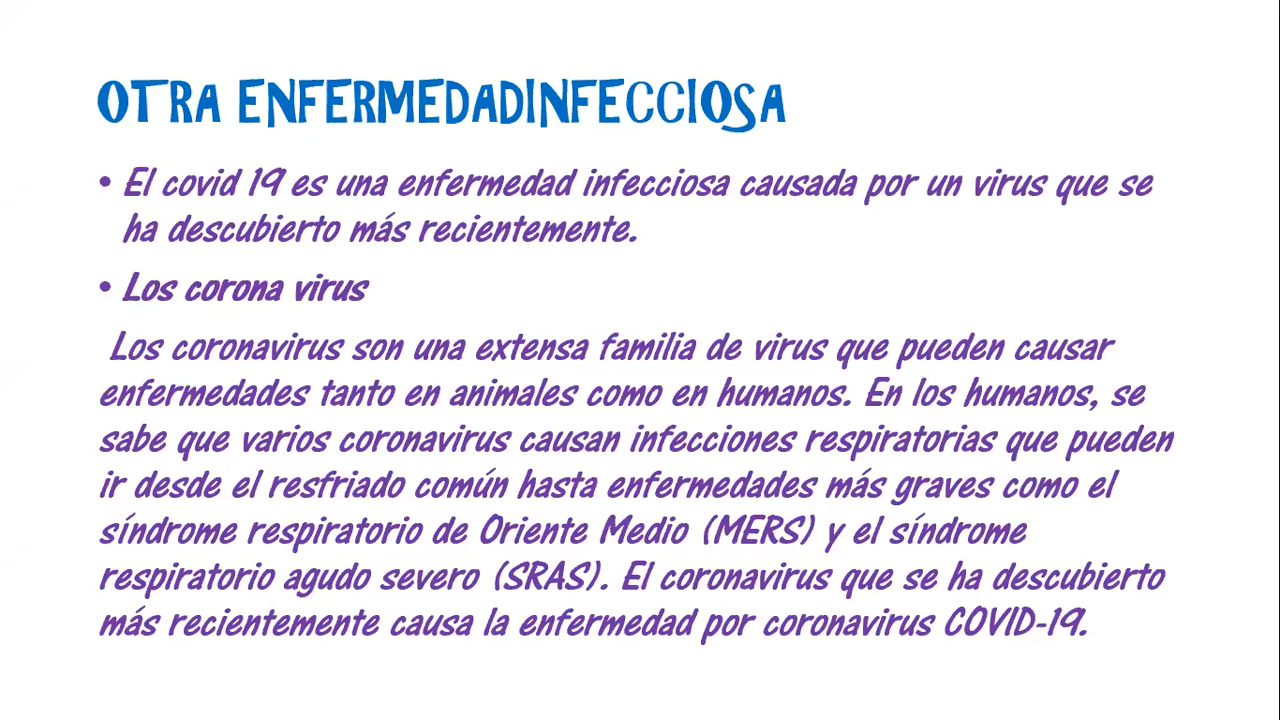 OTRA ENFERMEDADINFECCIOSA
• El covid 19 es una enfermedad infecciosa causada por un virus que se
ha descubierto más recientemente.
• Los corona virus
Los coronavirus son una extensa familia de virus que pueden causar
enfermedades tanto en animales como en humanos. En los humanos, se
sabe que varios coronavirus causan infecciones respiratorias que pueden
ir desde el resfriado común hasta enfermedades más graves como el
síndrome respiratorio de Oriente Medio (MERS) y el síndrome
respiratorio agudo severo (SRAS). El coronavirus que se ha descubierto
más recientemente causa la enfermedad por coronavirus COVID-19.